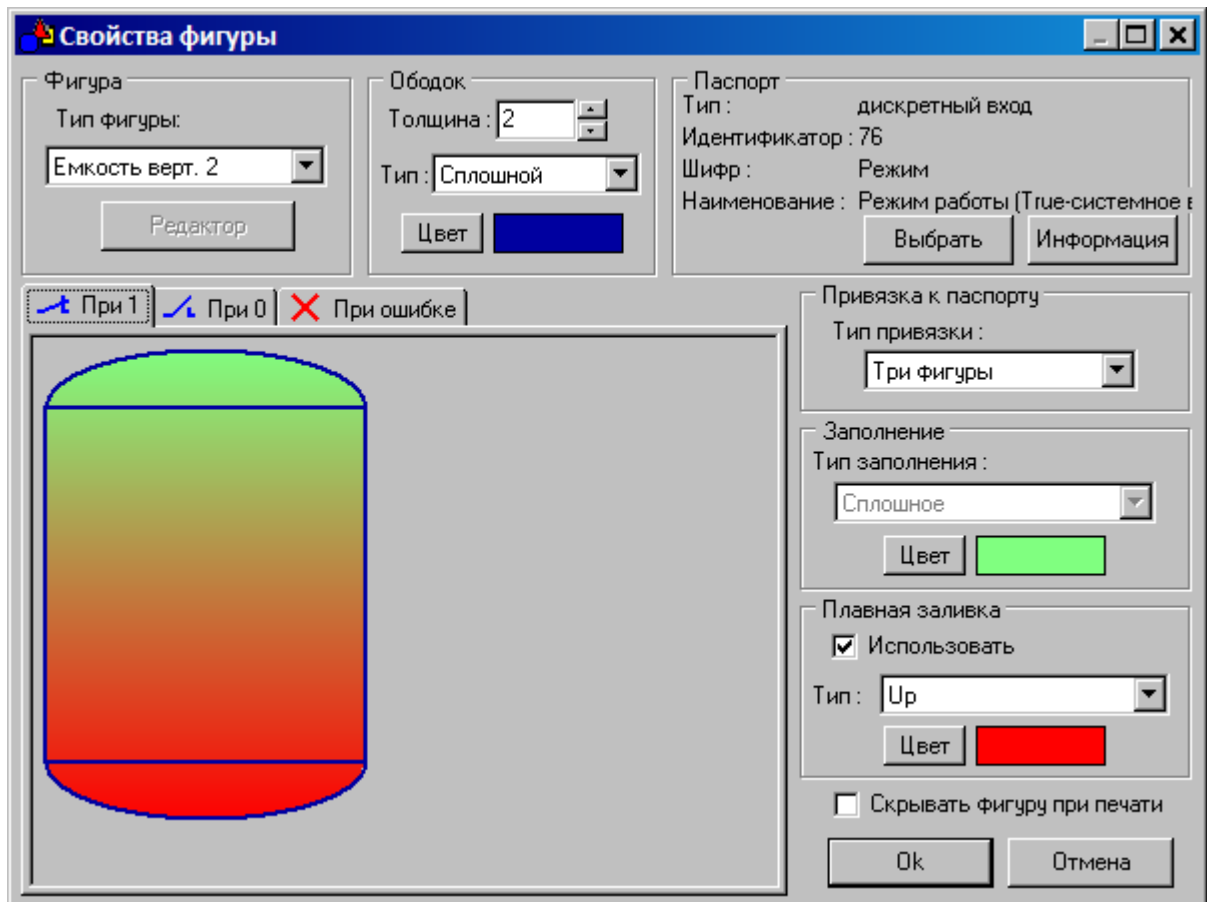 Свойства фигуры
Фигура
Тип фигуры:
Емкость верт. 2
Редактор
Ободок
Толщина : 2
Тип : Сплошной
Цвет
Паспорт
Тип : дискретный вход
Идентификатор : 76
Шифр : Режим
Наименование : Режим работы (True-системное в
Выбрать Информация
При 1 При 0 При ошибке
Привязка к паспорту
Тип привязки :
Три фигуры
Заполнение
Тип заполнения :
Сплошное
Цвет
Плавная заливка
Использовать
Тип : Up
Цвет
Скрывать фигуру при печати
Ok Отмена